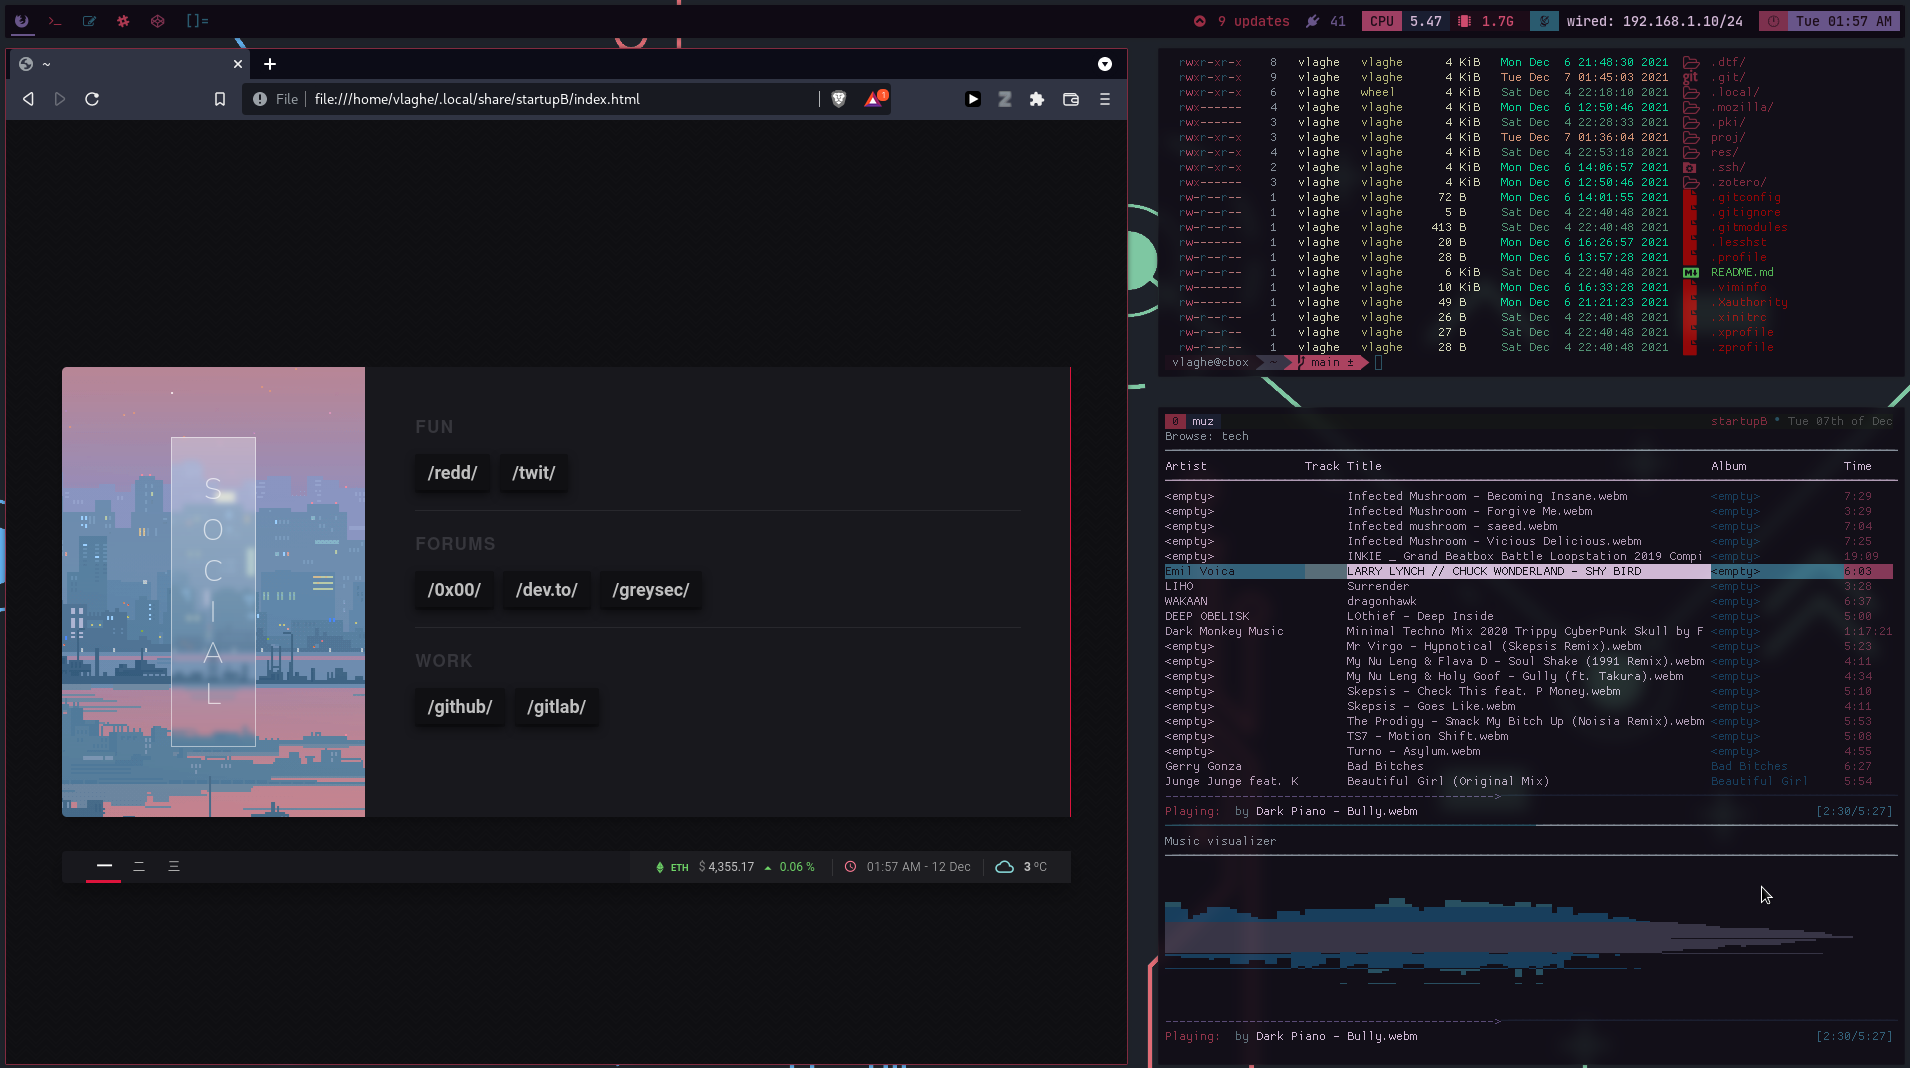 []=
9 updates 41 CPU 5.47 1.7G wired: 192.168.1.10/24 Tue 01:57 AM
~
File file:///home/vlaghe/.local/share/startupB/index.html 1
SOCIAL
FUN
/redd/ /twit/
FORUMS
/0x00/ /dev.to/ /greysec/
WORK
/github/ /gitlab/
一 二 三 ETH $ 4,355.17 0.06 % 01:57 AM - 12 Dec 3 °C
rwxr-xr-x 8 vlaghe vlaghe 4 KiB Mon Dec 6 21:48:30 2021 .dtf/
rwxr-xr-x 9 vlaghe vlaghe 4 KiB Tue Dec 7 01:45:03 2021 git .git/
rwxr-xr-x 6 vlaghe wheel 4 KiB Sat Dec 4 22:18:10 2021 .local/
rwx------ 4 vlaghe vlaghe 4 KiB Mon Dec 6 12:50:46 2021 .mozilla/
rwx------ 3 vlaghe vlaghe 4 KiB Sat Dec 4 22:28:33 2021 .pki/
rwxr-xr-x 3 vlaghe vlaghe 4 KiB Tue Dec 7 01:36:04 2021 proj/
rwxr-xr-x 4 vlaghe vlaghe 4 KiB Sat Dec 4 22:53:18 2021 res/
rwxr-xr-x 2 vlaghe vlaghe 4 KiB Mon Dec 6 14:06:57 2021 .ssh/
rwx------ 3 vlaghe vlaghe 4 KiB Mon Dec 6 12:50:46 2021 .zotero/
rw-r--r-- 1 vlaghe vlaghe 72 B Mon Dec 6 14:01:55 2021 .gitconfig
rw-r--r-- 1 vlaghe vlaghe 5 B Sat Dec 4 22:40:48 2021 .gitignore
rw-r--r-- 1 vlaghe vlaghe 413 B Sat Dec 4 22:40:48 2021 .gitmodules
rw------- 1 vlaghe vlaghe 20 B Mon Dec 6 16:26:57 2021 .lesshst
rw-r--r-- 1 vlaghe vlaghe 28 B Mon Dec 6 13:57:28 2021 .profile
rw-r--r-- 1 vlaghe vlaghe 6 KiB Sat Dec 4 22:40:48 2021 README.md
rw------- 1 vlaghe vlaghe 10 KiB Mon Dec 6 16:33:28 2021 .viminfo
rw------- 1 vlaghe vlaghe 49 B Mon Dec 6 21:21:23 2021 .Xauthority
rw-r--r-- 1 vlaghe vlaghe 26 B Sat Dec 4 22:40:48 2021 .xinitrc
rw-r--r-- 1 vlaghe vlaghe 27 B Sat Dec 4 22:40:48 2021 .xprofile
rw-r--r-- 1 vlaghe vlaghe 28 B Sat Dec 4 22:40:48 2021 .zprofile
vlaghe@cbox ~ main ±
0 muz startupB * Tue 07th of Dec
Browse: tech
Artist Track Title Album Time
<empty> Infected Mushroom - Becoming Insane.webm <empty> 7:29
<empty> Infected Mushroom - Forgive Me.webm <empty> 3:29
<empty> Infected mushroom - saeed.webm <empty> 7:04
<empty> Infected Mushroom - Vicious Delicious.webm <empty> 7:25
<empty> INKIE _ Grand Beatbox Battle Loopstation 2019 Compi <empty> 19:09
Emil Voica LARRY LYNCH // CHUCK WONDERLAND - SHY BIRD <empty> 6:03
LIHO Surrender <empty> 3:28
WAKAAN dragonhawk <empty> 6:37
DEEP OBELISK LOthief - Deep Inside <empty> 5:00
Dark Monkey Music Minimal Techno Mix 2020 Trippy CyberPunk Skull by F <empty> 1:17:21
<empty> Mr Virgo - Hypnotical (Skepsis Remix).webm <empty> 5:23
<empty> My Nu Leng & Flava D - Soul Shake (1991 Remix).webm <empty> 4:11
<empty> My Nu Leng & Holy Goof - Gully (ft. Takura).webm <empty> 4:34
<empty> Skepsis - Check This feat. P Money.webm <empty> 5:10
<empty> Skepsis - Goes Like.webm <empty> 4:11
<empty> The Prodigy - Smack My Bitch Up (Noisia Remix).webm <empty> 5:53
<empty> TS7 - Motion Shift.webm <empty> 5:08
<empty> Turno - Asylum.webm <empty> 4:55
Gerry Gonza Bad Bitches Bad Bitches 6:27
Junge Junge feat. K Beautiful Girl (Original Mix) Beautiful Girl 5:54
Playing: by Dark Piano - Bully.webm [2:30/5:27]
Music visualizer
Playing: by Dark Piano - Bully.webm [2:30/5:27]